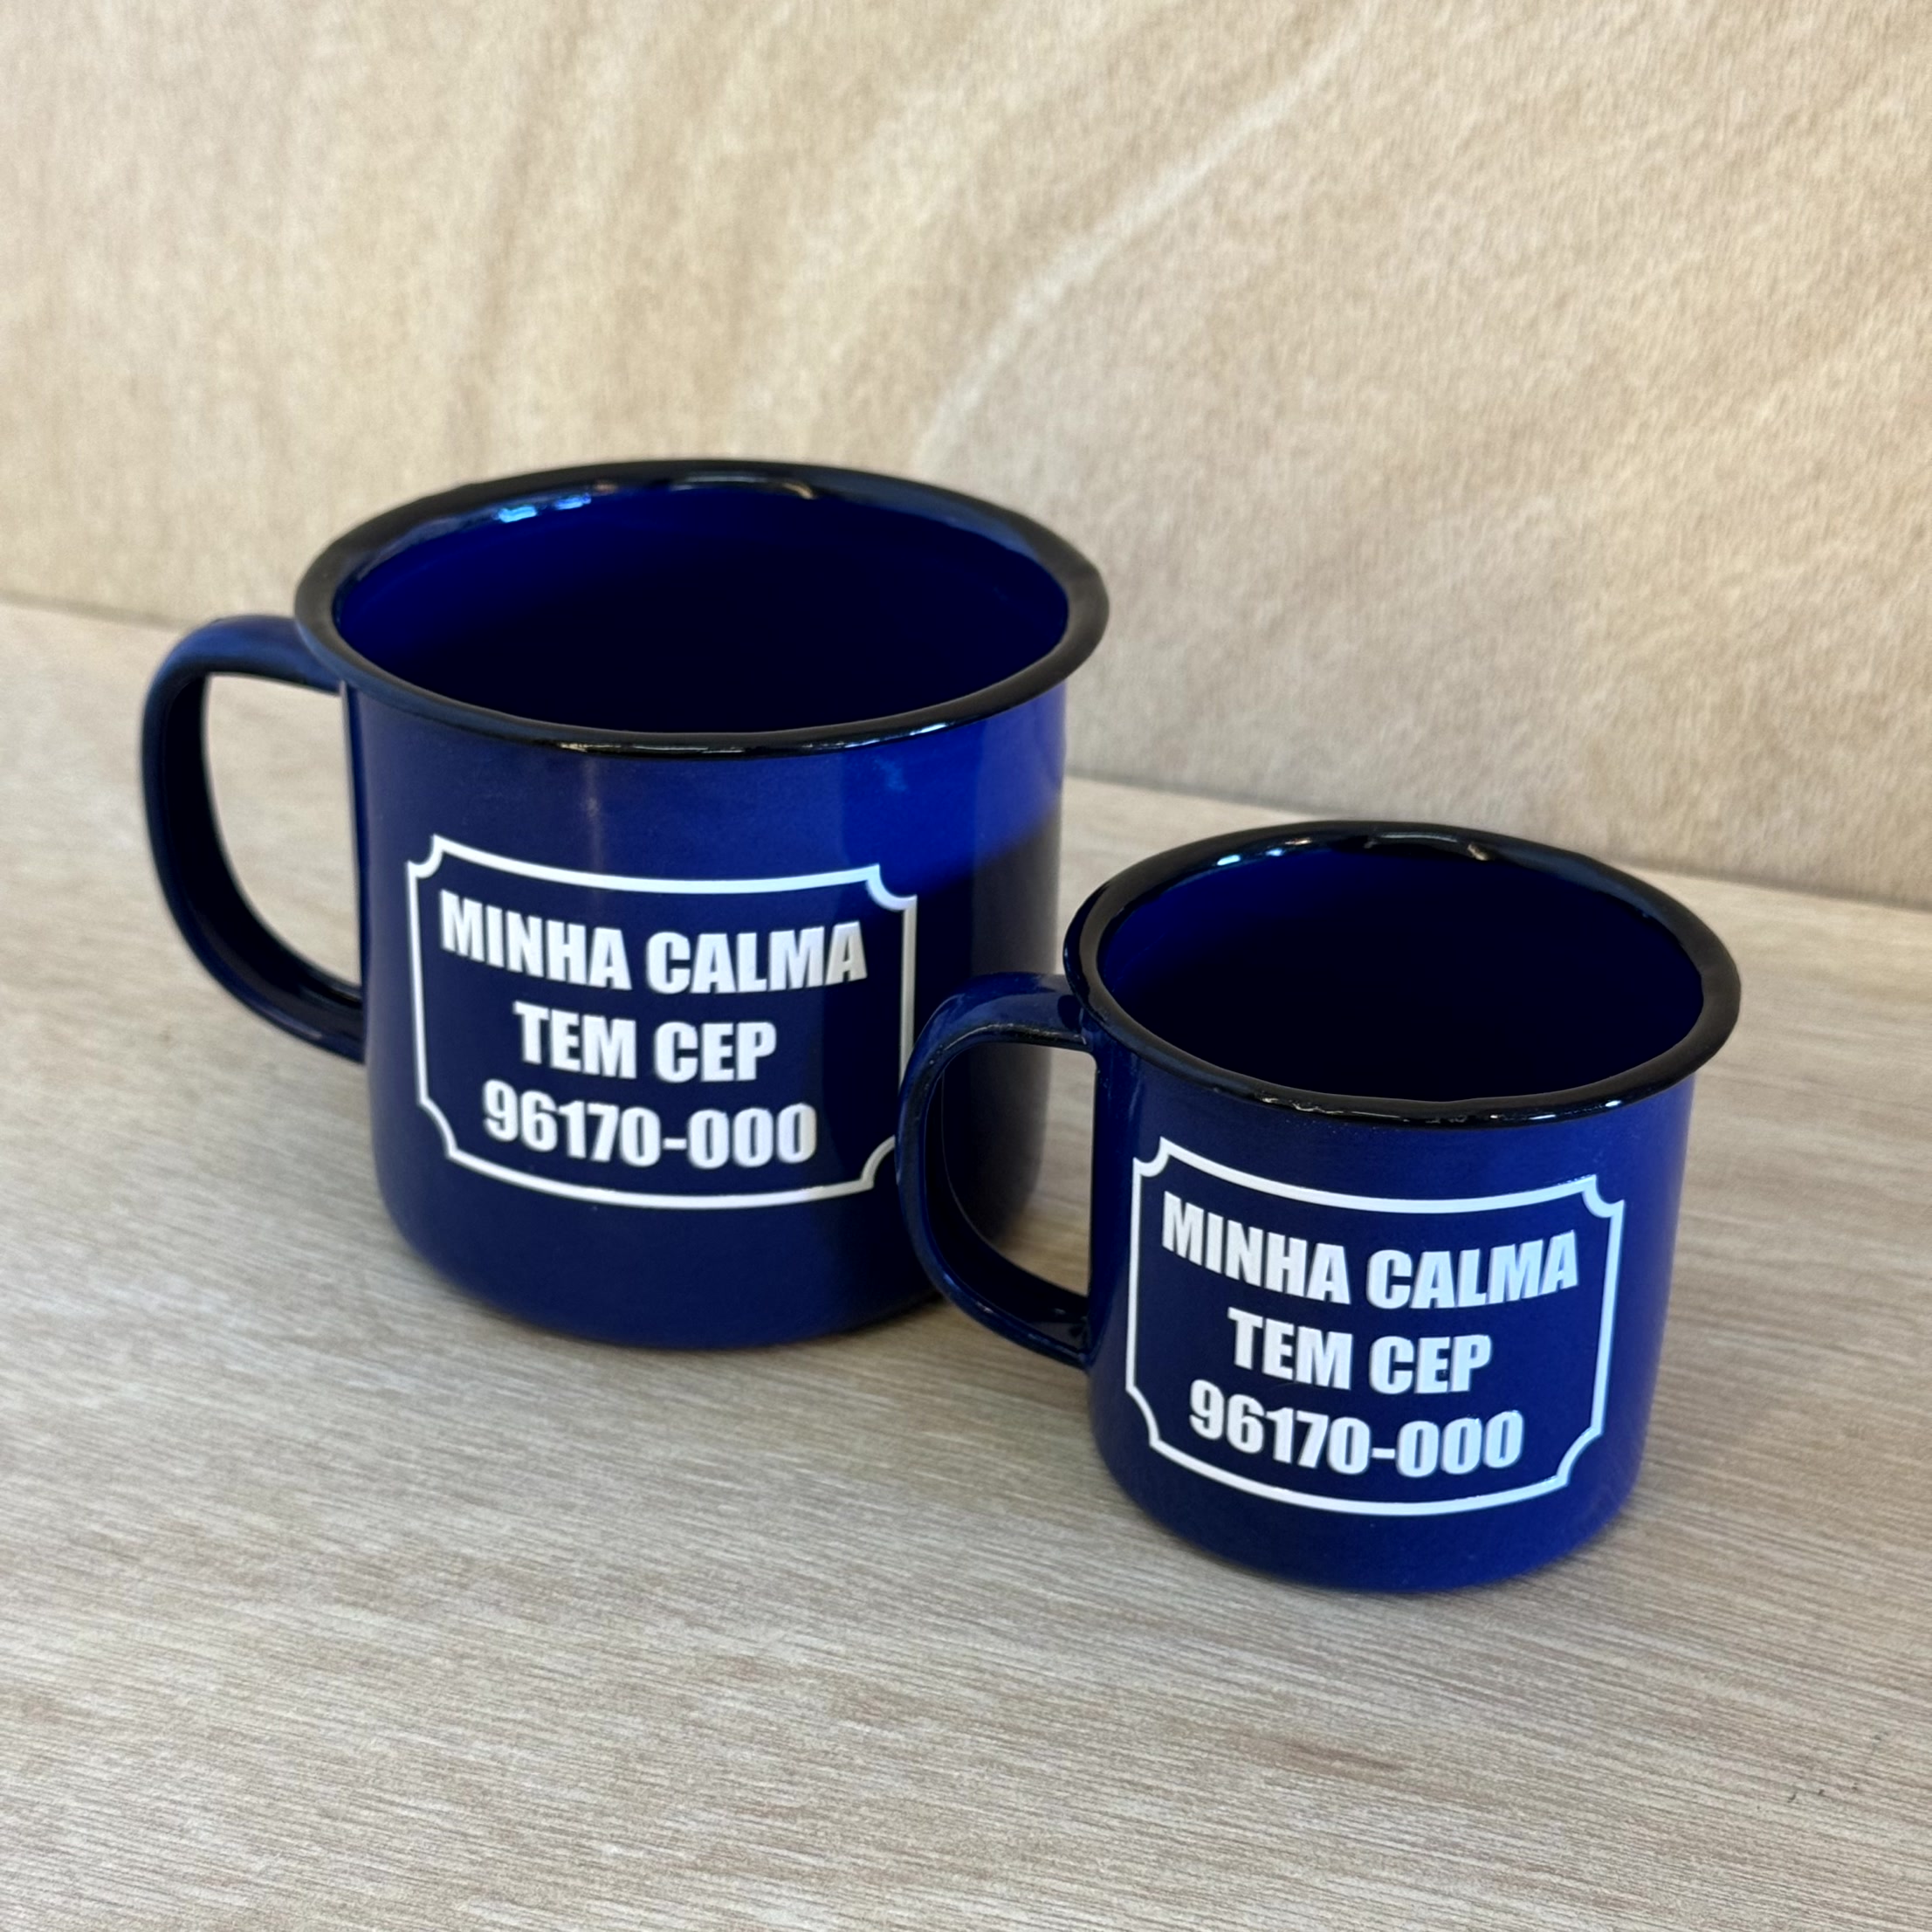 MINHA CALMA
TEM CEP
96170-000
MINHA CALMA
TEM CEP
96170-000